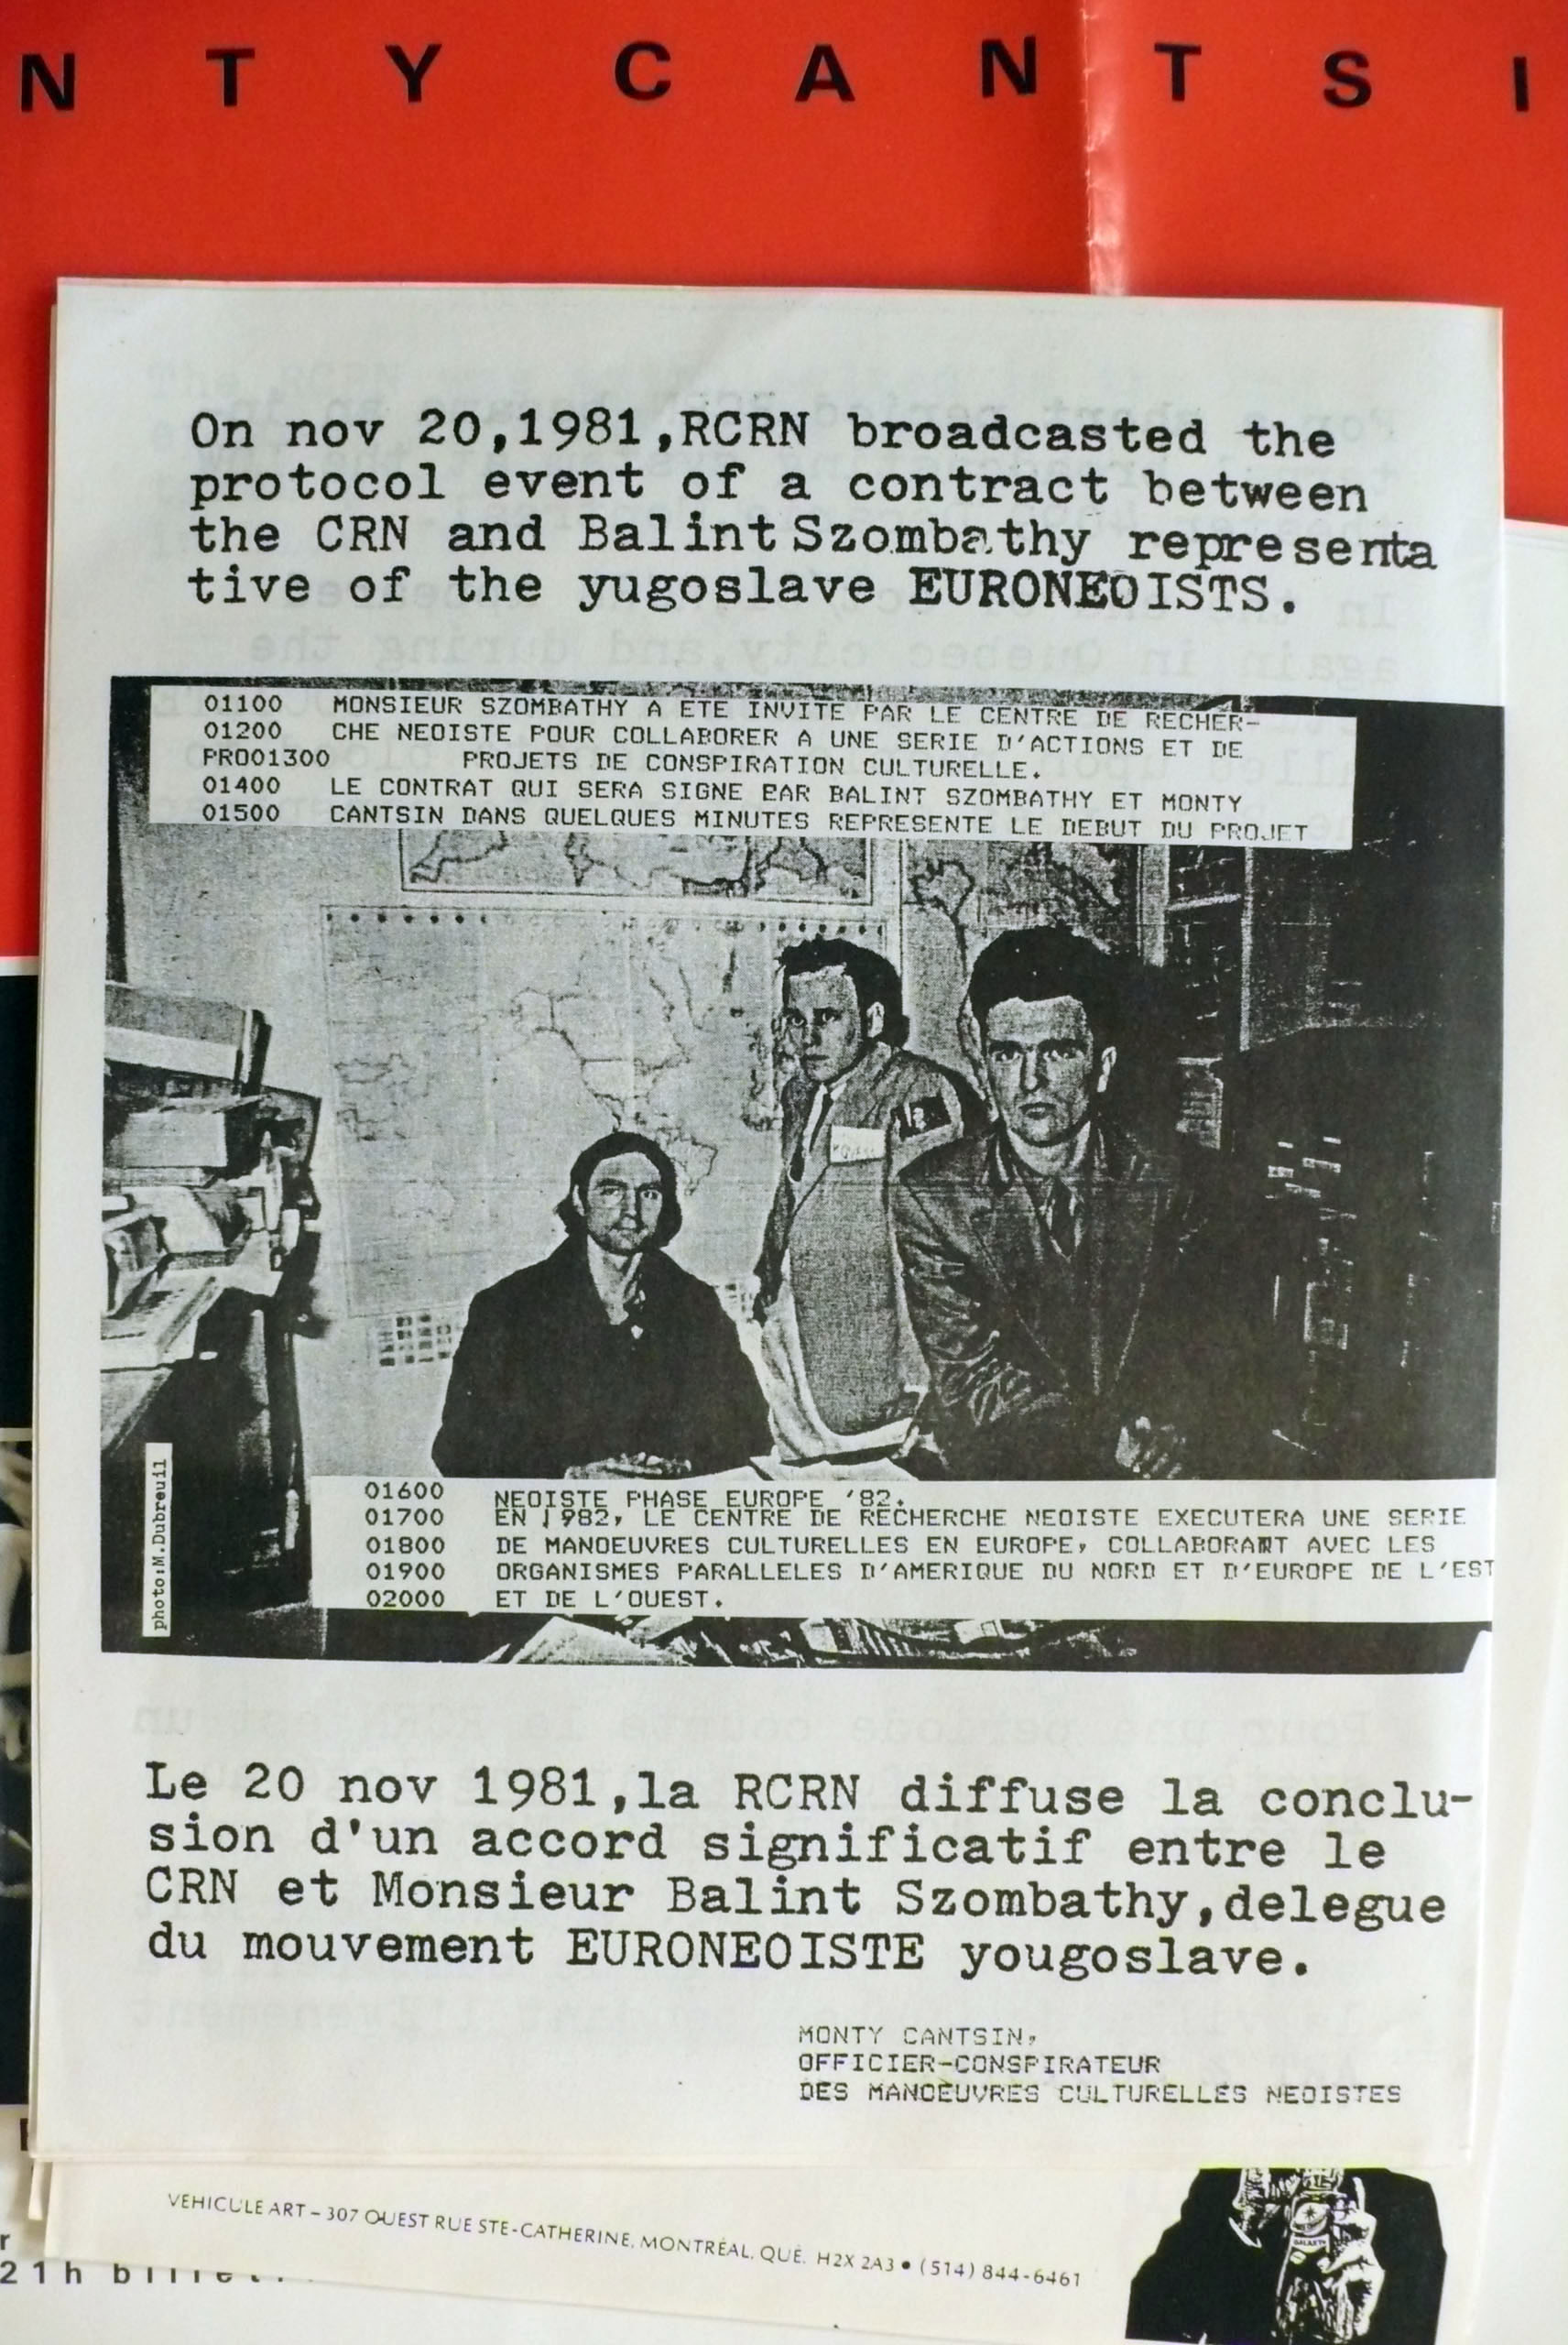 N T Y C A N T S I
On nov 20,1981,RCRN broadcasted the
protocol event of a contract between
the CRN and Balint Szombathy representa
tive of the yugoslave EURONEOISTS.
01100 MONSIEUR SZOMBATHY A ETE INVITE PAR LE CENTRE DE RECHER-
01200 CHE NEOISTE POUR COLLABORER A UNE SERIE D'ACTIONS ET DE
PRO01300 PROJETS DE CONSPIRATION CULTURELLE.
01400 LE CONTRAT QUI SERA SIGNE PAR BALINT SZOMBATHY ET MONTY
01500 CANTSIN DANS QUELQUES MINUTES REPRESENTE LE DEBUT DU PROJET
photo:M.Dubreuil
01600 NEOISTE PHASE EUROPE '82.
01700 EN 1982, LE CENTRE DE RECHERCHE NEOISTE EXECUTERA UNE SERIE
01800 DE MANOEUVRES CULTURELLES EN EUROPE, COLLABORANT AVEC LES
01900 ORGANISMES PARALLELES D'AMERIQUE DU NORD ET D'EUROPE DE L'EST
02000 ET DE L'OUEST.
Le 20 nov 1981,la RCRN diffuse la conclu-
sion d'un accord significatif entre le
CRN et Monsieur Balint Szombathy,delegue
du mouvement EURONEOISTE yougoslave.
MONTY CANTSIN,
OFFICIER-CONSPIRATEUR
DES MANOEUVRES CULTURELLES NEOISTES
VEHICULE ART – 307 OUEST RUE STE-CATHERINE, MONTRÉAL, QUÉ. H2X 2A3 • (514) 844-6461
r
21h billet